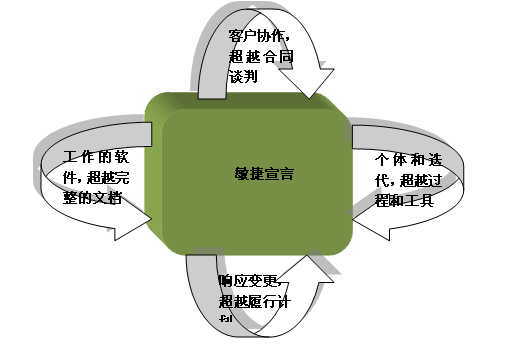 客户协作，
超越合同
谈判
工作的软
件，超越完
整的文档
敏捷宣言
个体和迭
代，超越过
程和工具
响应变更，
超越履行计